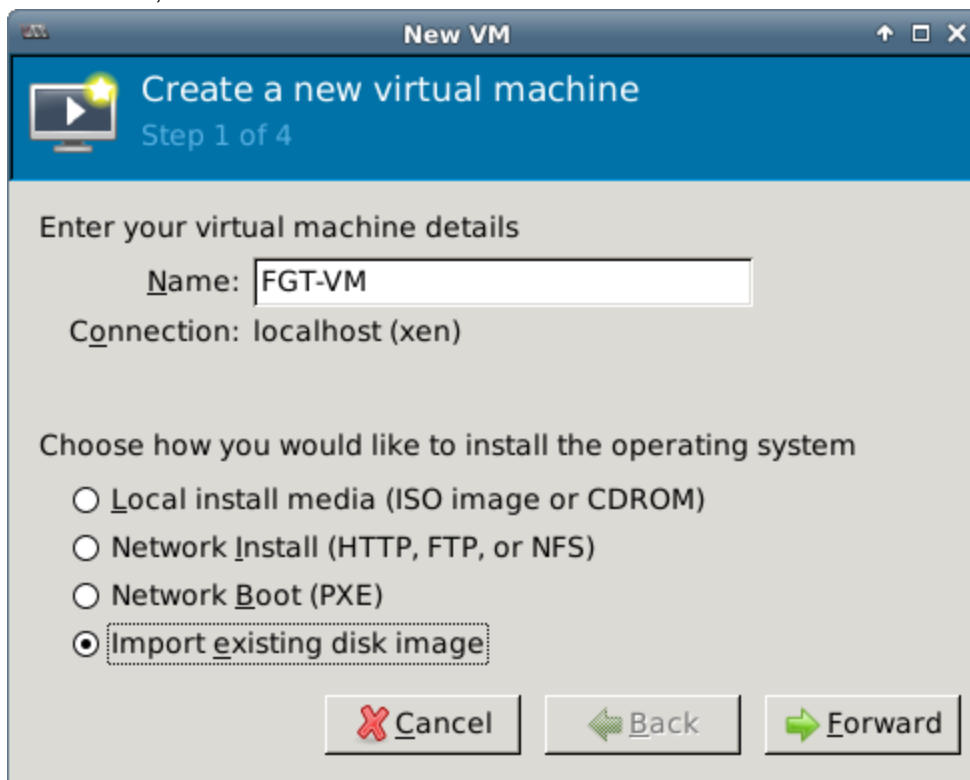 New VM
Create a new virtual machine
Step 1 of 4
Enter your virtual machine details
Name: FGT-VM
Connection: localhost (xen)
Choose how you would like to install the operating system
Local install media (ISO image or CDROM)
Network Install (HTTP, FTP, or NFS)
Network Boot (PXE)
Import existing disk image
Cancel Back Forward